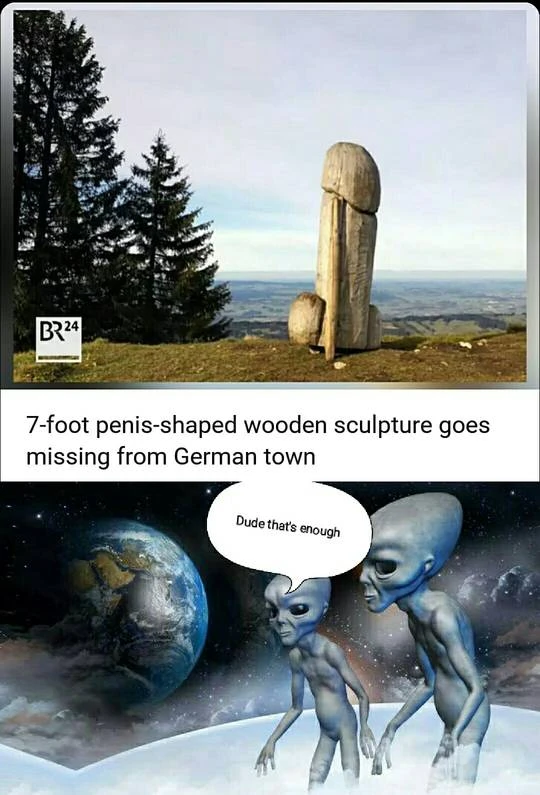 BR24
7-foot penis-shaped wooden sculpture goes
missing from German town
Dude that's enough